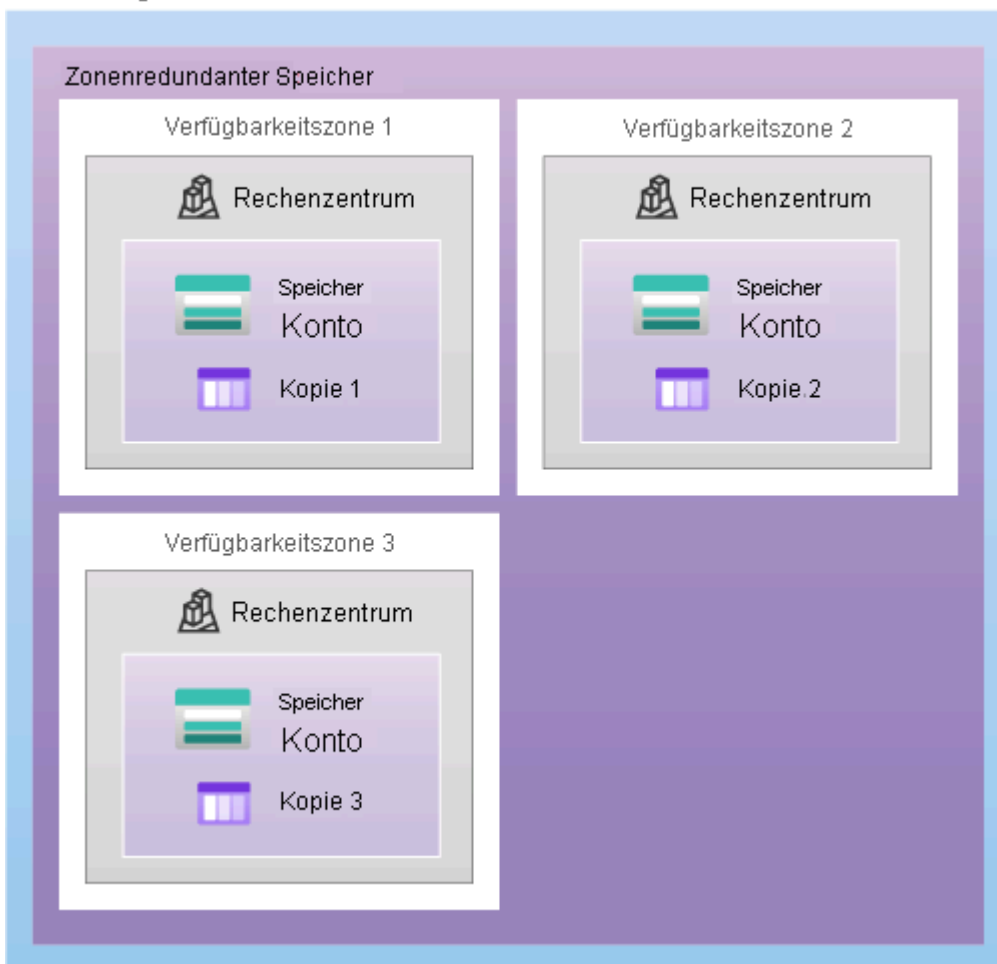 Zonenredundanter Speicher
Verfügbarkeitszone 1
Rechenzentrum
Speicher
Konto
Kopie 1
Verfügbarkeitszone 2
Rechenzentrum
Speicher
Konto
Kopie.2
Verfügbarkeitszone 3
Rechenzentrum
Speicher
Konto
Kopie 3